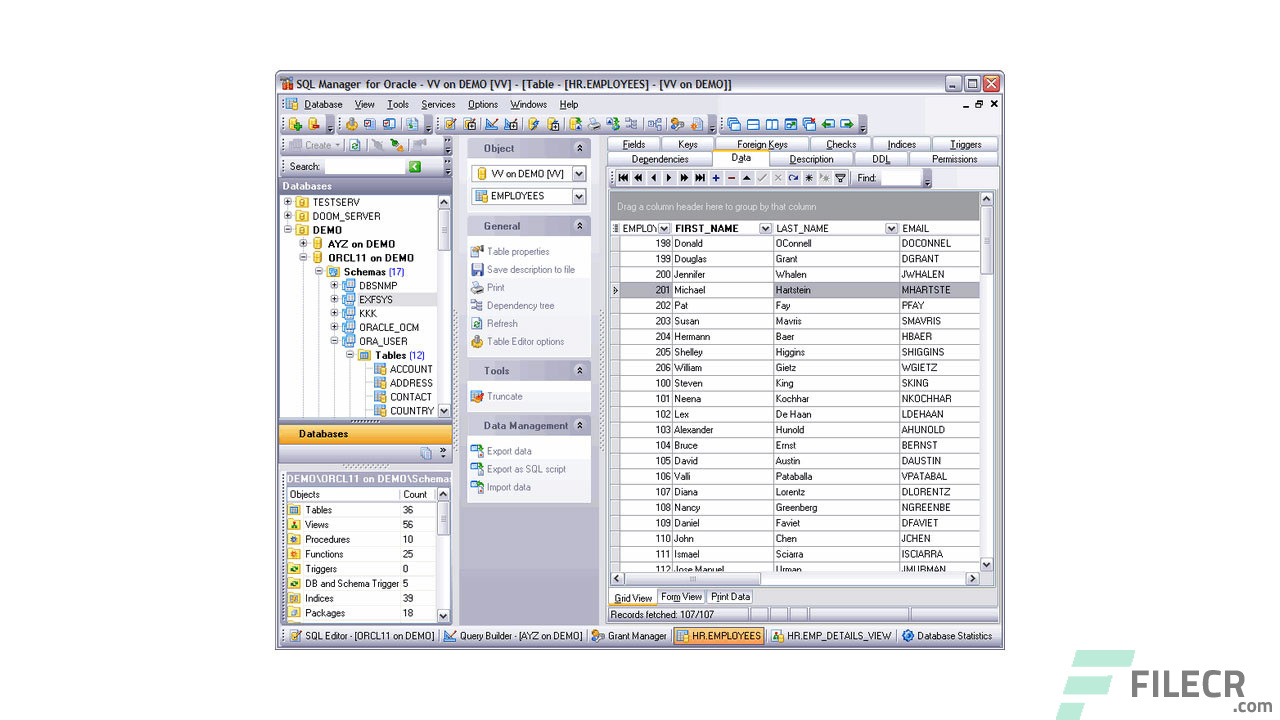 SQL Manager for Oracle - VV on DEMO [VV] - [Table - [HR.EMPLOYEES] - [VV on DEMO]]
Database View Tools Services Options Windows Help
Create
Search:
Databases
TESTSERV
DOOM_SERVER
DEMO
AYZ on DEMO
ORCL11 on DEMO
Schemas (17)
DBSNMP
EXFSYS
KKK
ORACLE_OCM
ORA_USER
Tables (12)
ACCOUNT
ADDRESS
CONTACT
COUNTRY
Databases
DEMO\ORCL11 on DEMO\Schemas
Objects Count
Tables 36
Views 56
Procedures 10
Functions 25
Triggers 0
DB and Schema Trigger 5
Indices 39
Packages 18
Object
VV on DEMO [VV]
EMPLOYEES
General
Table properties
Save description to file
Print
Dependency tree
Refresh
Table Editor options
Tools
Truncate
Data Management
Export data
Export as SQL script
Import data
Fields Keys Foreign Keys Checks Indices Triggers
Dependencies Data Description DDL Permissions
Find:
Drag a column header here to group by that column
EMPLOY FIRST_NAME LAST_NAME EMAIL
198 Donald OConnell DOCONNEL
199 Douglas Grant DGRANT
200 Jennifer Whalen JWHALEN
201 Michael Hartstein MHARTSTE
202 Pat Fay PFAY
203 Susan Mavris SMAVRIS
204 Hermann Baer HBAER
205 Shelley Higgins SHIGGINS
206 William Gietz WGIETZ
100 Steven King SKING
101 Neena Kochhar NKOCHHAR
102 Lex De Haan LDEHAAN
103 Alexander Hunold AHUNOLD
104 Bruce Ernst BERNST
105 David Austin DAUSTIN
106 Valli Pataballa VPATABAL
107 Diana Lorentz DLORENTZ
108 Nancy Greenberg NGREENBE
109 Daniel Faviet DFAVIET
110 John Chen JCHEN
111 Ismael Sciarra ISCIARRA
112 Jose Manuel Urman JMURMAN
Grid View Form View Print Data
Records fetched: 107/107
SQL Editor - [ORCL11 on DEMO] Query Builder - [AYZ on DEMO] Grant Manager HR.EMPLOYEES HR.EMP_DETAILS_VIEW Database Statistics
FILECR
.com